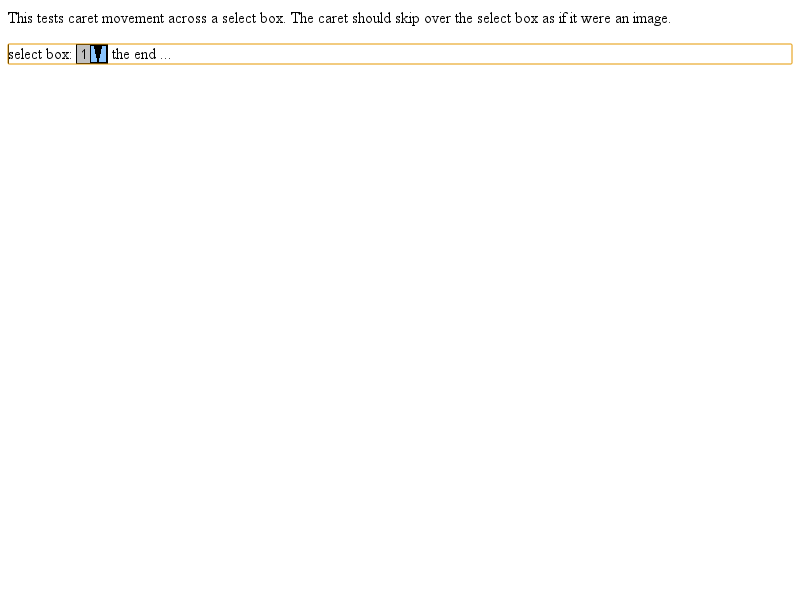 This tests caret movement across a select box. The caret should skip over the select box as if it were an image.
select box: 1 the end ...